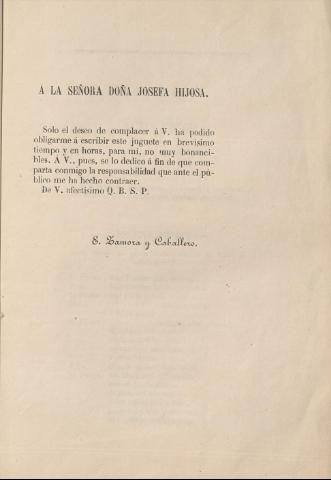 A LA SEÑORA DOÑA JOSEFA HIJOSA.
Solo el deseo de complacer á V. ha podido
obligarme á escribir este juguete en brevísimo
tiempo y en horas, para mí, no muy bonanci-
bles. Á V., pues, se lo dedico á fin de que com-
parta conmigo la responsabilidad que ante el pú-
blico me ha hecho contraer.
De V. afectísimo Q. B. S. P.
E. Zamora y Caballero.